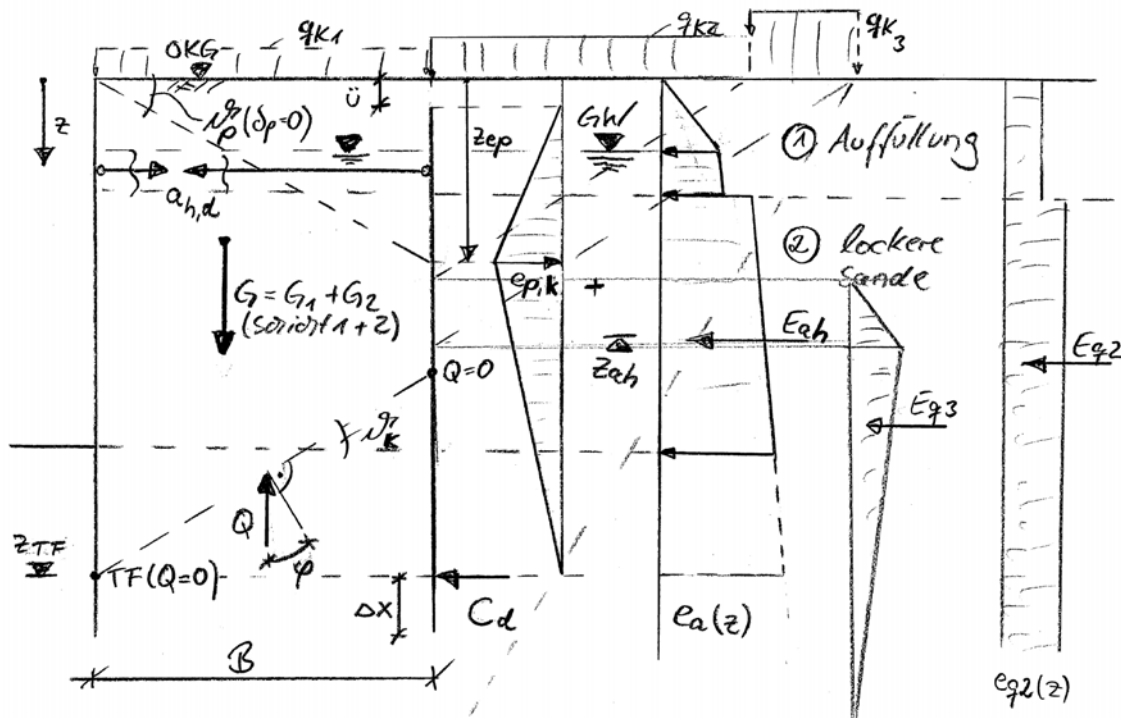 OKG
qK1
qK2
qK3
z
ϑp(δp=0)
ü
zep
GW
① Auffüllung
ah,d
② lockere
Sande
G = G1 + G2
(Schicht 1 + 2)
ep,k +
Eah
zah
Eq2
Q=0
Eq3
ϑk
Q
zTF
TF(Q=0)
φ
Δx
Cd
ea(z)
B
eq2(z)